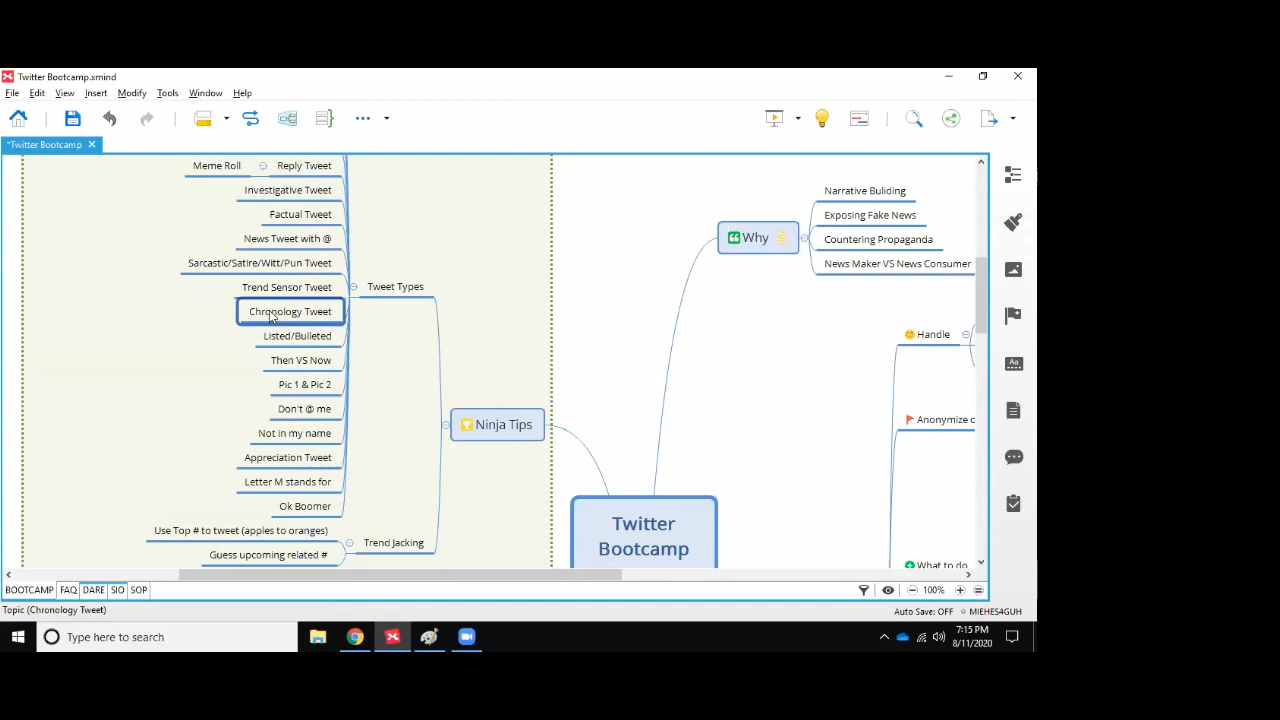 Twitter Bootcamp.xmind
File Edit View Insert Modify Tools Window Help
*Twitter Bootcamp
Meme Roll
Reply Tweet
Investigative Tweet
Factual Tweet
News Tweet with @
Sarcastic/Satire/Witt/Pun Tweet
Trend Sensor Tweet
Chronology Tweet
Listed/Bulleted
Then VS Now
Pic 1 & Pic 2
Don't @ me
Not in my name
Appreciation Tweet
Letter M stands for
Ok Boomer
Tweet Types
Use Top # to tweet (apples to oranges)
Guess upcoming related #
Trend Jacking
Ninja Tips
Twitter
Bootcamp
Why
Narrative Buliding
Exposing Fake News
Countering Propaganda
News Maker VS News Consumer
Handle
Anonymize o
What to do
Aa
BOOTCAMP FAQ DARE SIO SOP
100%
Topic (Chronology Tweet)
Auto Save: OFF
MIEHES4GUH
Type here to search
7:15 PM
8/11/2020